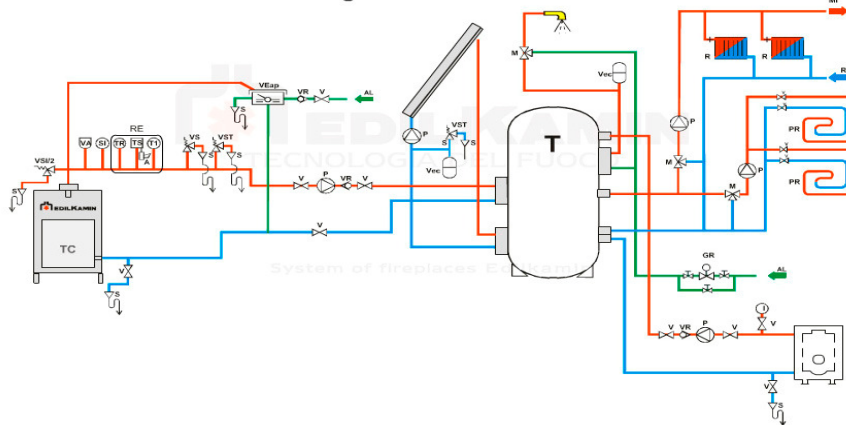 MI
R
R
R
M
Vec
VEap
VR
V
AL
S
RE
VA
SI
TR
TS
T1
A
VS
VST
S
S
VSI/2
S
P
S
VST
S
Vec
EDILKAMIN
TECNOLOGIA DEL FUOCO
T
P
M
M
P
PR
PR
V
P
VR
V
EDILKAMIN
TC
V
V
S
System of fireplaces Edilkamin
GR
AL
I
V
V
VR
P
V
V
S